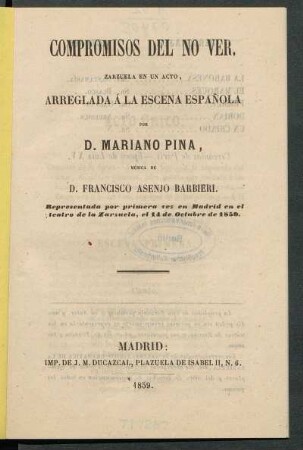 COMPROMISOS DEL NO VER.
ZARZUELA EN UN ACTO,
ARREGLADA Á LA ESCENA ESPAÑOLA
POR
D. MARIANO PINA,
MÚSICA DE
D. FRANCISCO ASENJO BARBIERI.
Representada por primera vez en Madrid en el
teatro de la Zarzuela, el 14 de Octubre de 1859.
MADRID:
IMP. DE J. M. DUCAZCAL, PLAZUELA DE ISABEL II, N. 6.
1859.